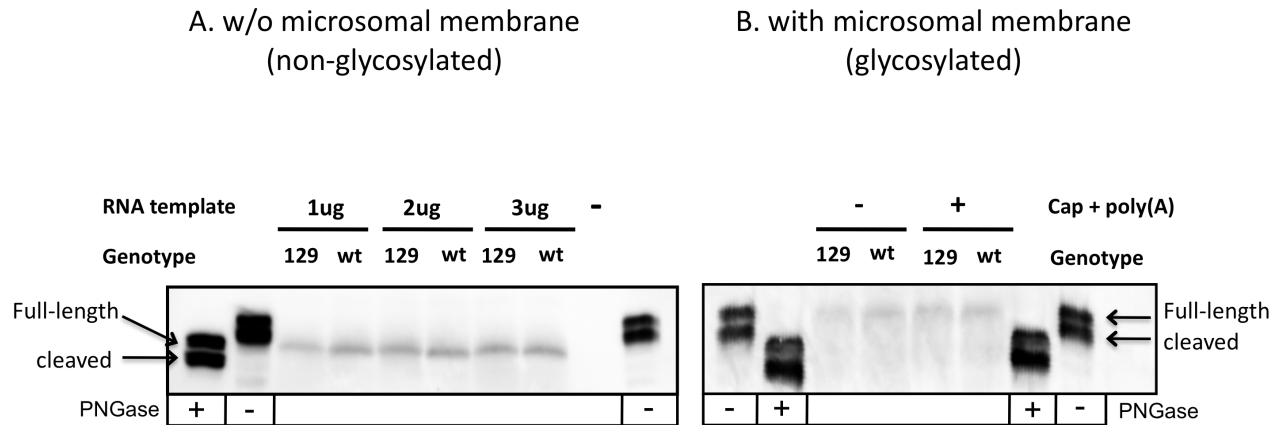 A. w/o microsomal membrane
(non-glycosylated)
B. with microsomal membrane
(glycosylated)
RNA template 1ug 2ug 3ug -
Genotype 129 wt 129 wt 129 wt
Full-length
cleaved
PNGase + - -
- + Cap + poly(A)
129 wt 129 wt Genotype
Full-length
cleaved
- + + - PNGase